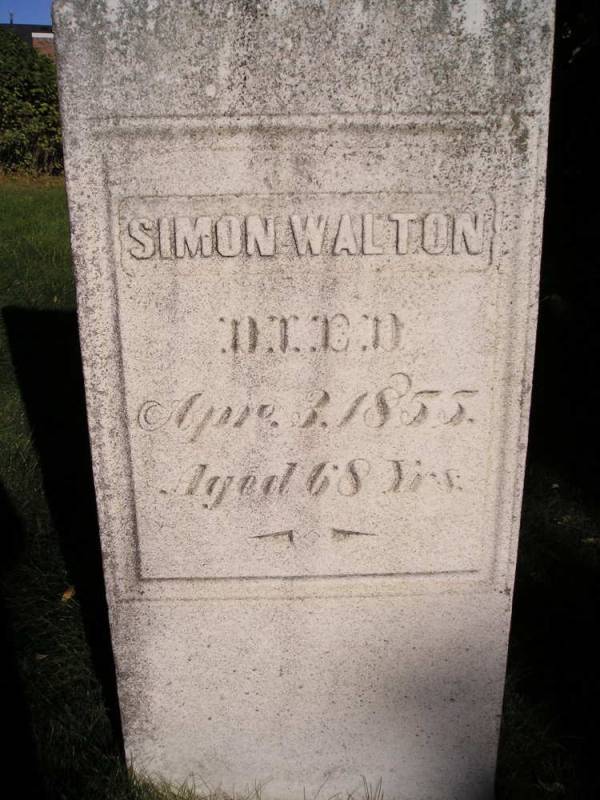 SIMON WALTON
DIED
Apr. 3, 1855.
Aged 68 Yrs.